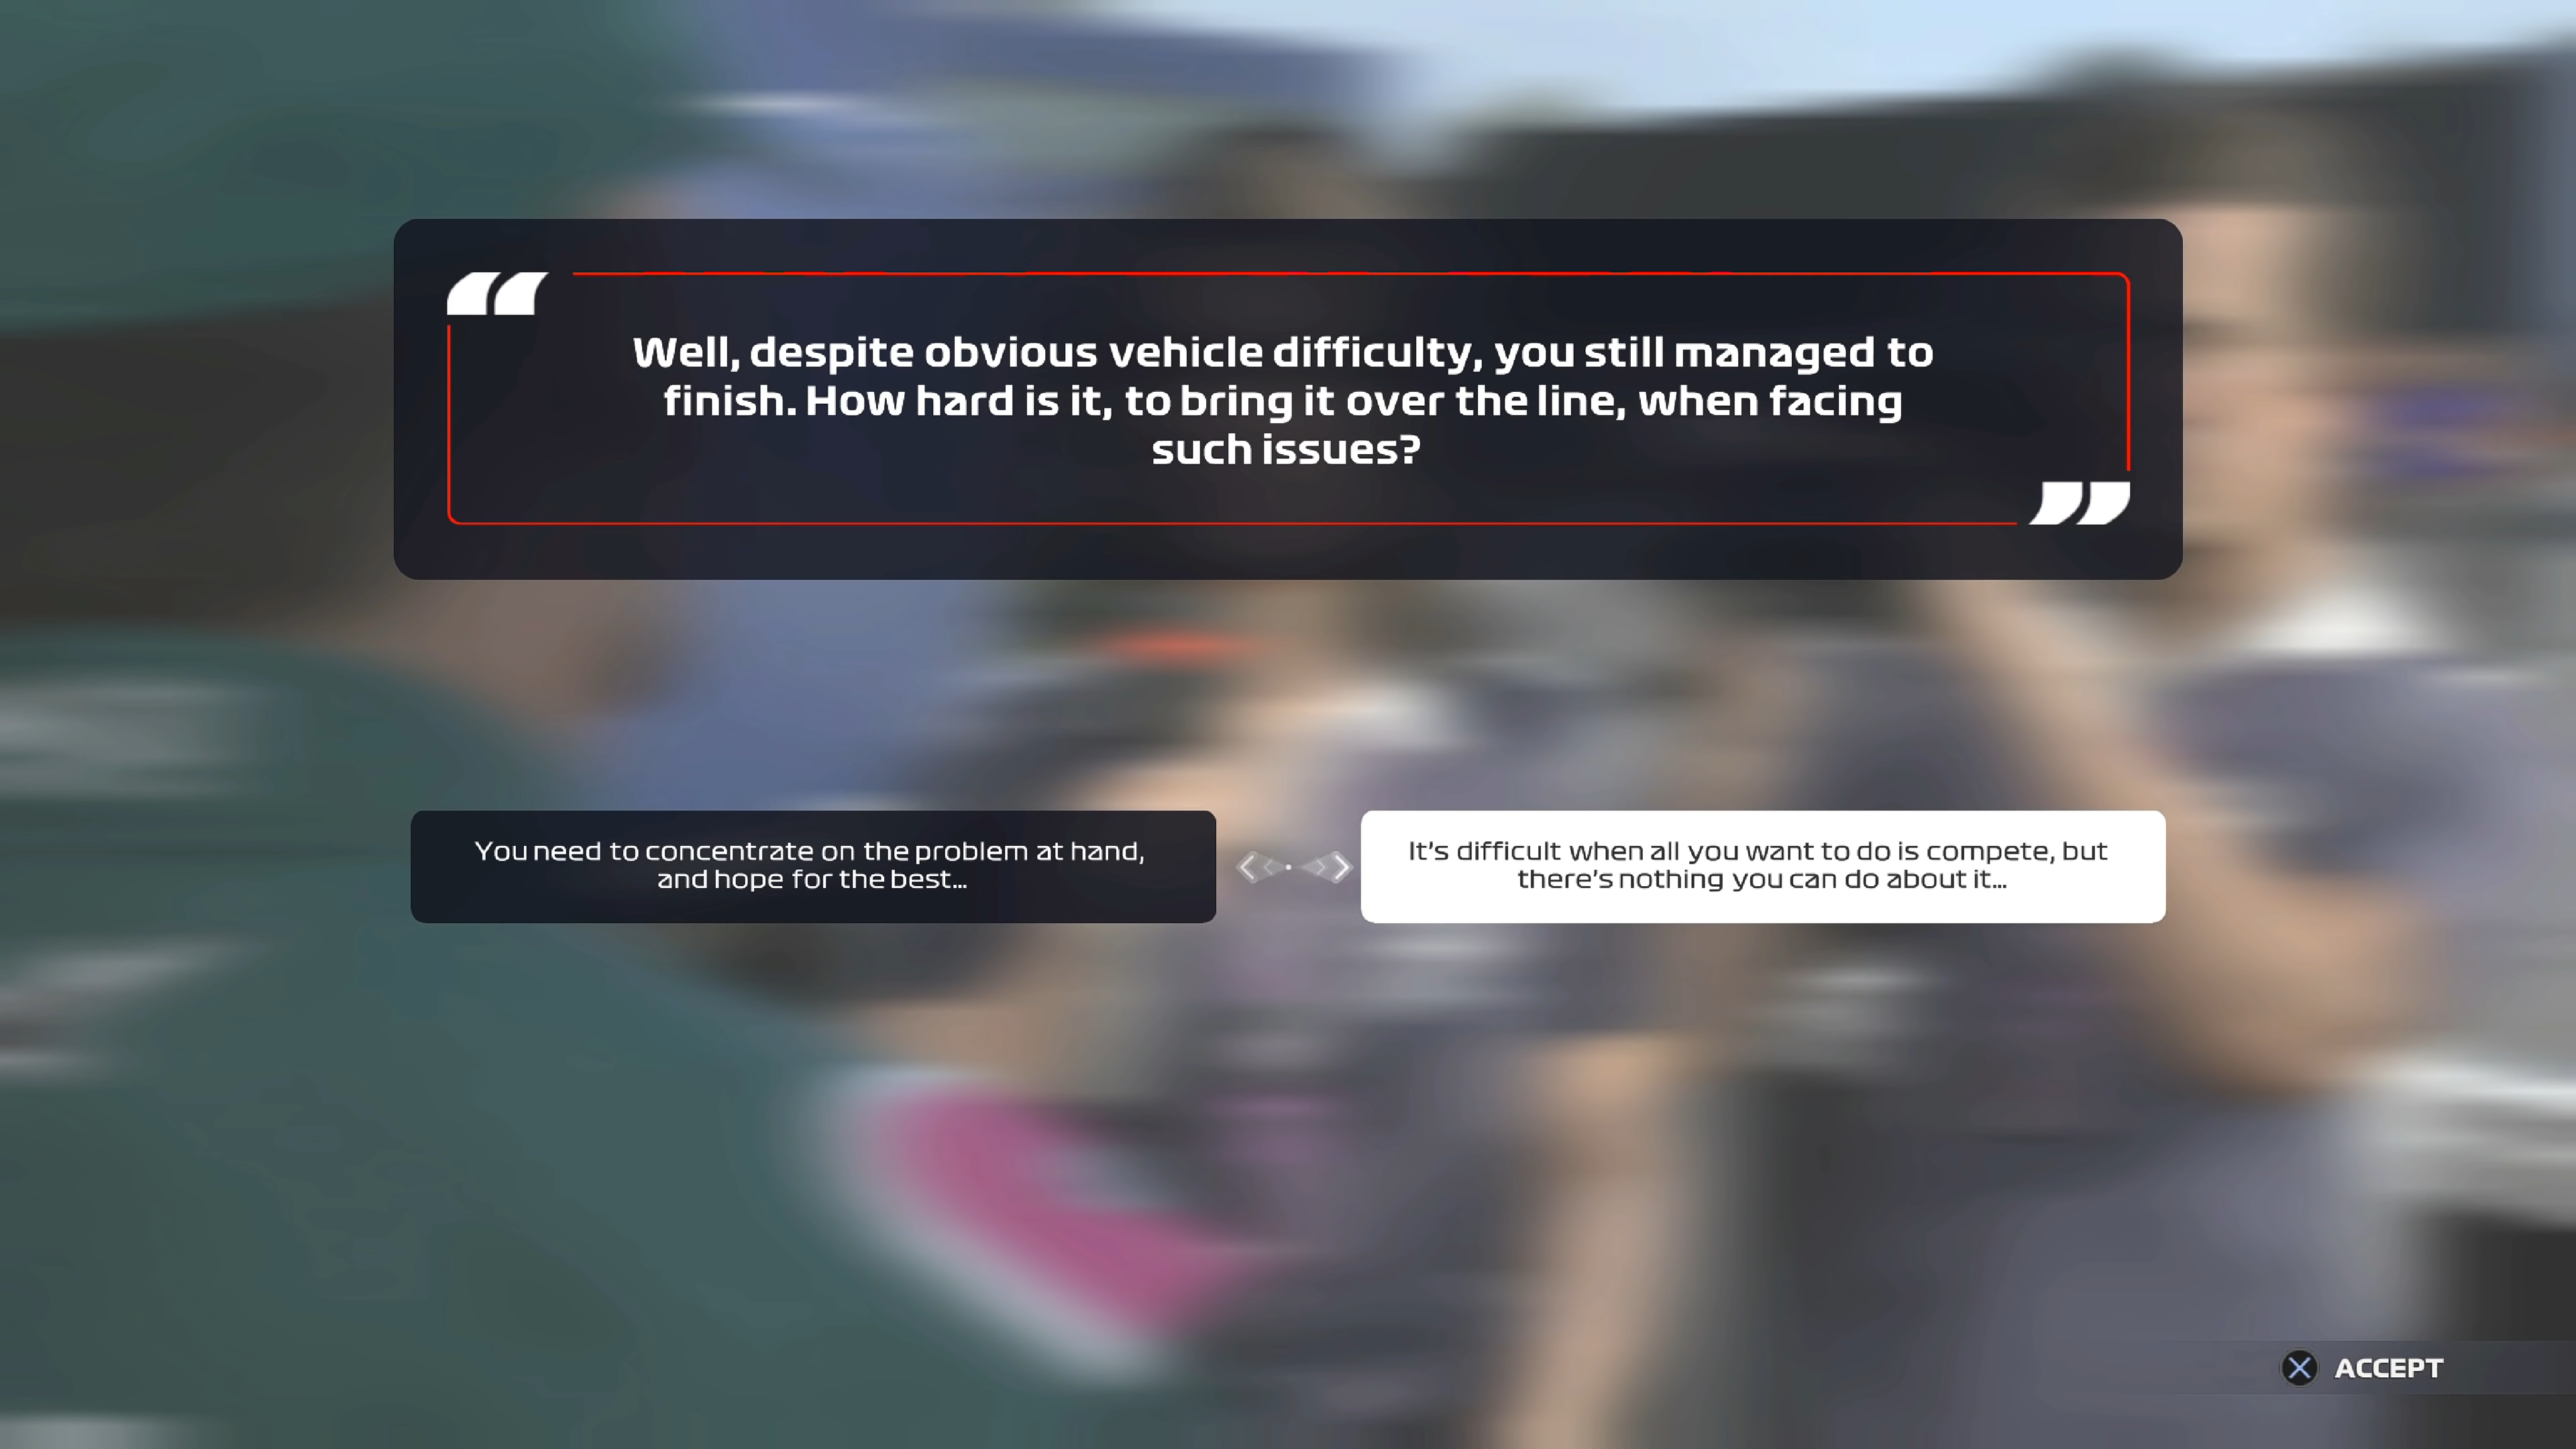 Well, despite obvious vehicle difficulty, you still managed to
finish. How hard is it, to bring it over the line, when facing
such issues?
You need to concentrate on the problem at hand,
and hope for the best...
It's difficult when all you want to do is compete, but
there's nothing you can do about it...
ACCEPT